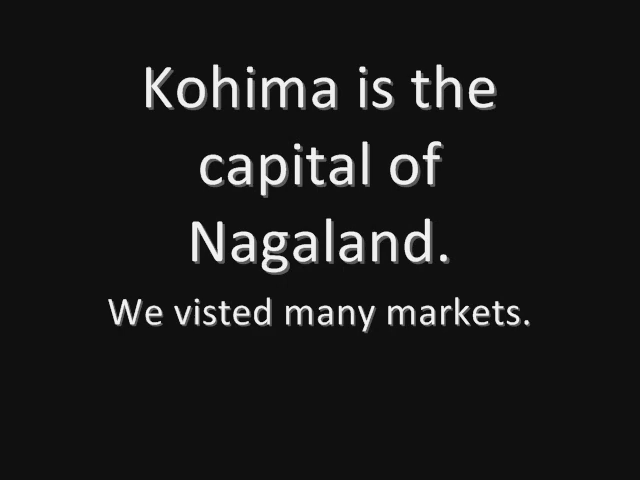 Kohima is the
capital of
Nagaland.
We visted many markets.